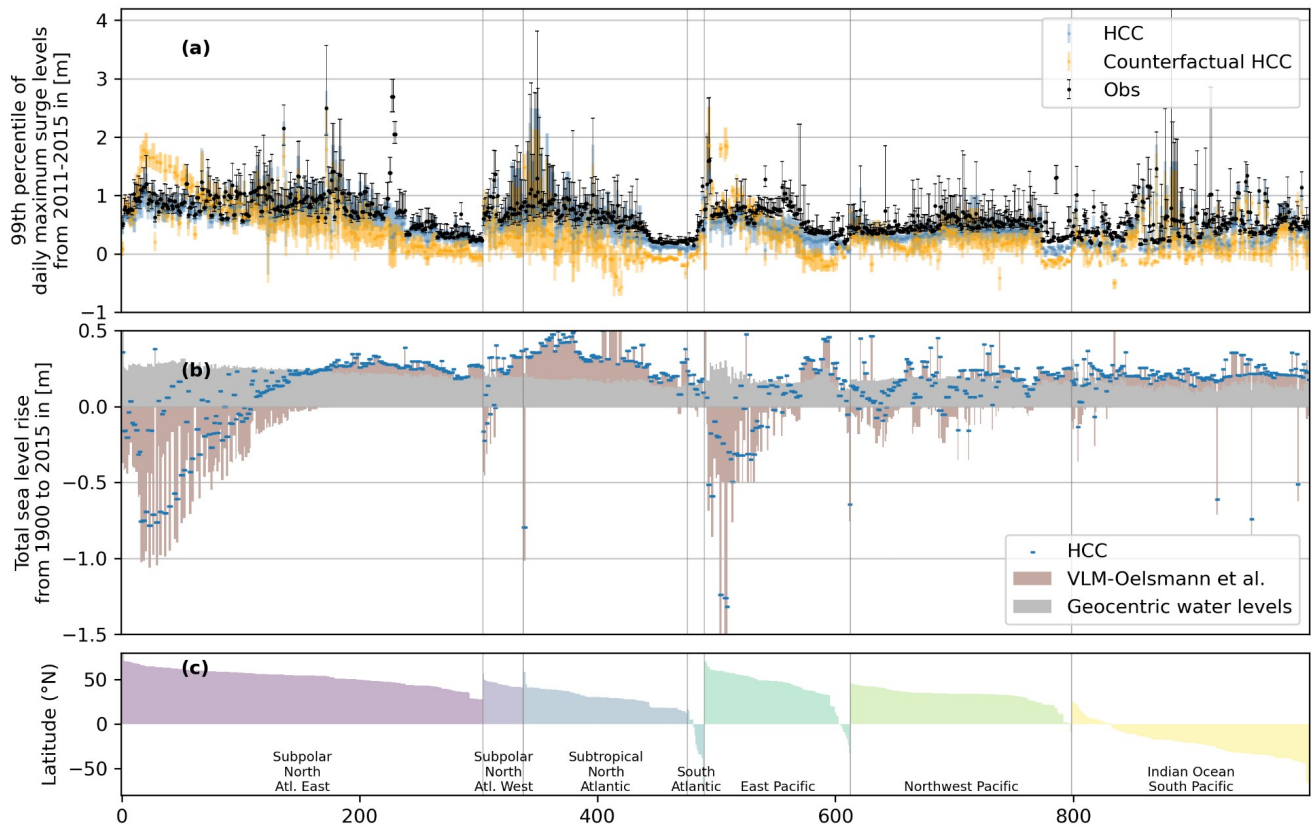 99th percentile of
daily maximum surge levels
from 2011-2015 in [m]
4
3
2
1
0
−1
(a)
HCC
Counterfactual HCC
Obs
Total sea level rise
from 1900 to 2015 in [m]
0.5
0.0
−0.5
−1.0
−1.5
(b)
HCC
VLM-Oelsmann et al.
Geocentric water levels
Latitude (°N)
50
0
−50
(c)
Subpolar
North
Atl. East
Subpolar
North
Atl. West
Subtropical
North
Atlantic
South
Atlantic
East Pacific
Northwest Pacific
Indian Ocean
South Pacific
0
200
400
600
800